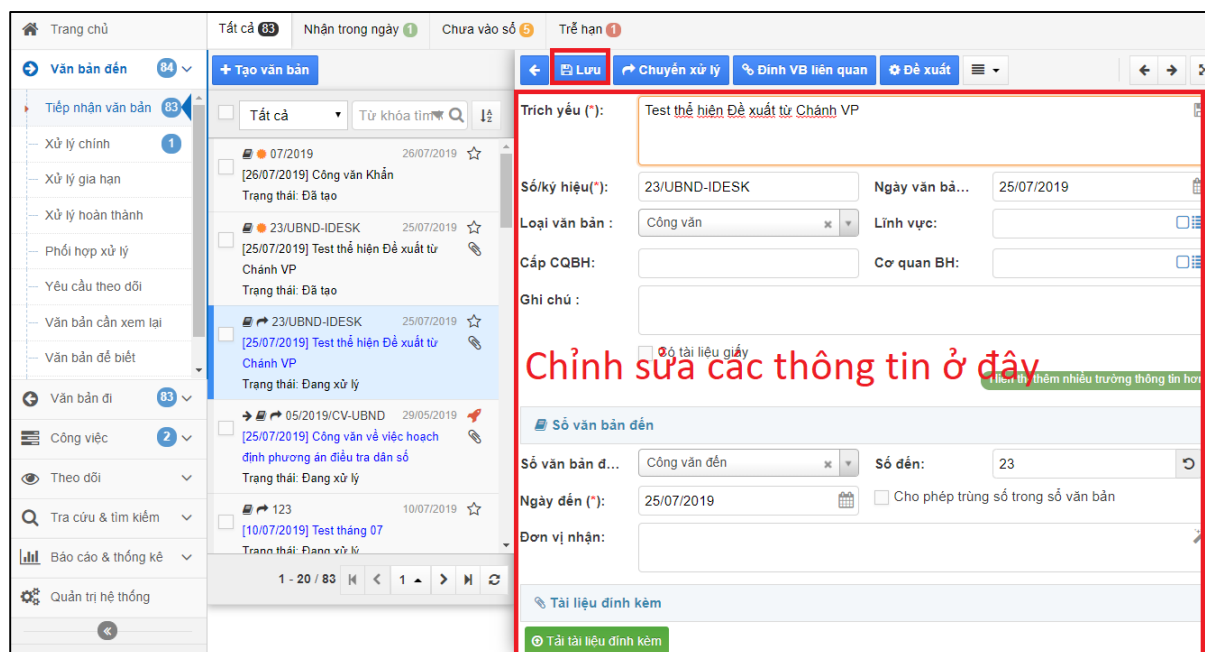 Trang chủ
Văn bản đến 84
Tiếp nhận văn bản 83
Xử lý chính 1
Xử lý gia hạn
Xử lý hoàn thành
Phối hợp xử lý
Yêu cầu theo dõi
Văn bản cần xem lại
Văn bản để biết
Văn bản đi 83
Công việc 2
Theo dõi
Tra cứu & tìm kiếm
Báo cáo & thống kê
Quản trị hệ thống
Tất cả 83 Nhận trong ngày 1 Chưa vào sổ 5 Trễ hạn 1
+ Tạo văn bản
Tất cả Từ khóa tìm
07/2019 26/07/2019
[26/07/2019] Công văn Khẩn
Trạng thái: Đã tạo
23/UBND-IDESK 25/07/2019
[25/07/2019] Test thể hiện Đề xuất từ
Chánh VP
Trạng thái: Đã tạo
23/UBND-IDESK 25/07/2019
[25/07/2019] Test thể hiện Đề xuất từ
Chánh VP
Trạng thái: Đang xử lý
05/2019/CV-UBND 29/05/2019
[25/07/2019] Công văn về việc hoạch
định phương án điều tra dân số
Trạng thái: Đang xử lý
123 10/07/2019
[10/07/2019] Test tháng 07
Trạng thái: Đang xử lý
1 - 20 / 83 1
Lưu Chuyển xử lý Đính VB liên quan Đề xuất
Trích yếu (*): Test thể hiện Đề xuất từ Chánh VP
Số/ký hiệu(*): 23/UBND-IDESK Ngày văn bả... 25/07/2019
Loại văn bản : Công văn Lĩnh vực:
Cấp CQBH: Cơ quan BH:
Ghi chú :
Có tài liệu giấy
Chỉnh sửa các thông tin ở đây
Hiển thị thêm nhiều trường thông tin hơn
Sổ văn bản đến
Sổ văn bản đ... Công văn đến Số đến: 23
Ngày đến (*): 25/07/2019 Cho phép trùng số trong sổ văn bản
Đơn vị nhận:
Tài liệu đính kèm
Tải tài liệu đính kèm